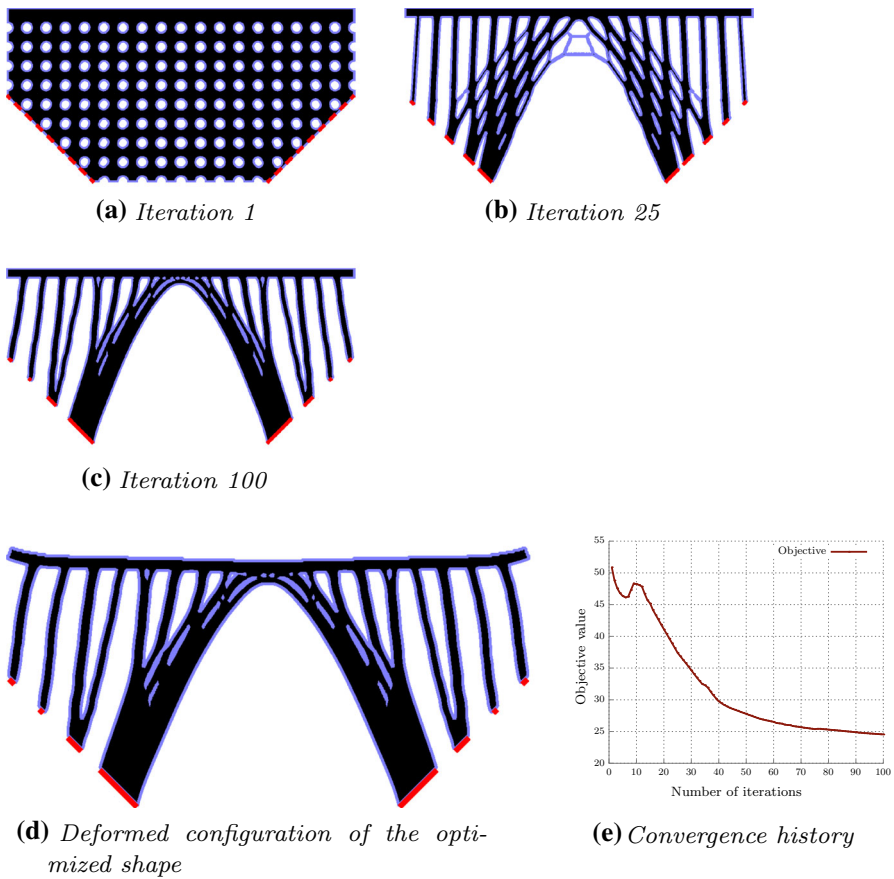 (a) Iteration 1
(b) Iteration 25
(c) Iteration 100
(d) Deformed configuration of the opti-
mized shape
55
50
45
40
35
30
25
20
Objective value
Objective
0 10 20 30 40 50 60 70 80 90 100
Number of iterations
(e) Convergence history